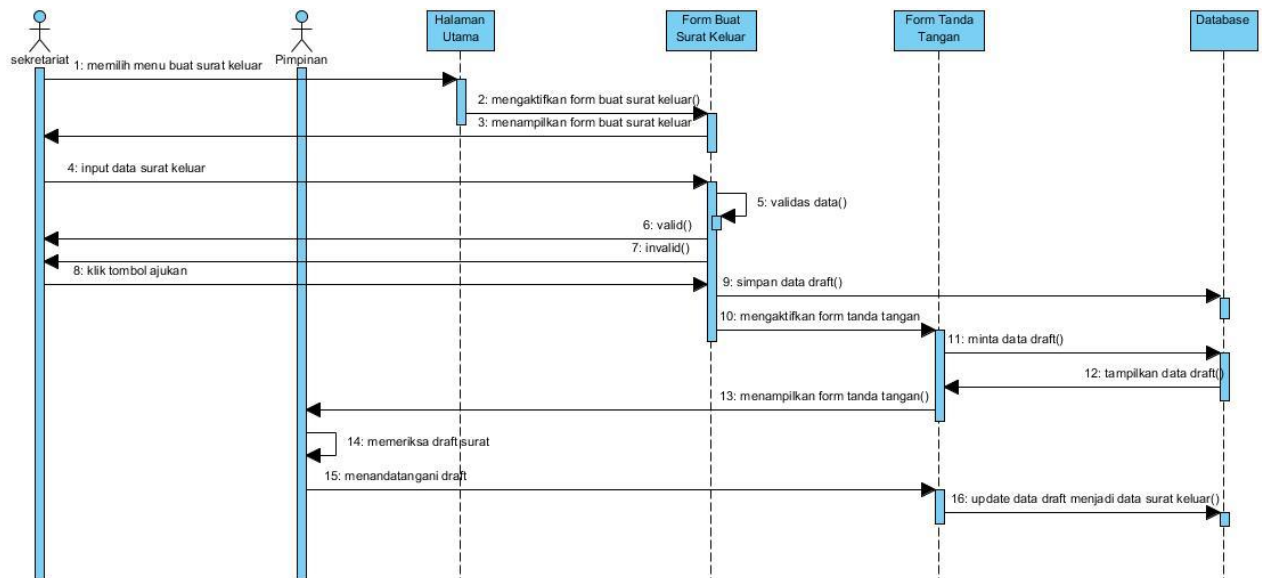 sekretariat
Pimpinan
Halaman
Utama
Form Buat
Surat Keluar
Form Tanda
Tangan
Database
1: memilih menu buat surat keluar
2: mengaktifkan form buat surat keluar()
3: menampilkan form buat surat keluar
4: input data surat keluar
5: validas data()
6: valid()
7: invalid()
8: klik tombol ajukan
9: simpan data draft()
10: mengaktifkan form tanda tangan
11: minta data draft()
12: tampilkan data draft()
13: menampilkan form tanda tangan()
14: memeriksa draft surat
15: menandatangani draft
16: update data draft menjadi data surat keluar()